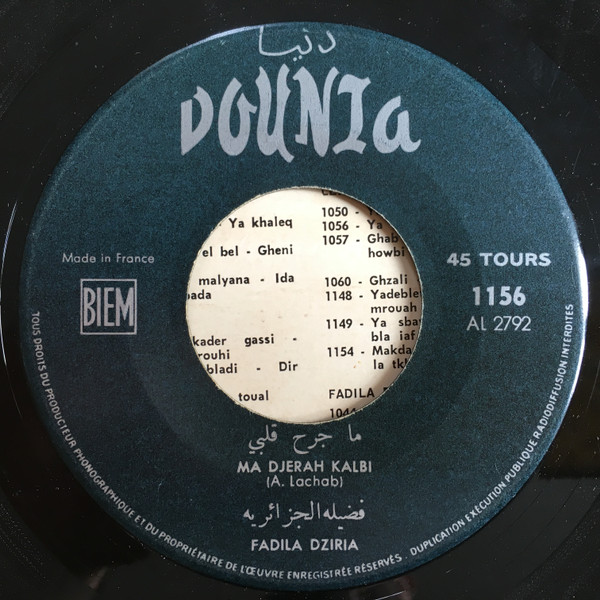 دنيا
DOUNIA
Made in France
BIEM
45 TOURS
1156
AL 2792
1050 -
- Ya khaleq
1056 - Ya
1057 - Ghab
el bel - Gheni
howbi
malyana - Ida
1060 - Ghzali
1148 - Yadeble
mrouah
1149 - Ya sba
kader gassi -
bla iaf
rouhi
1154 - Makda
bladi - Dir
la tk
toual
FADILA
1044
ما جرح قلبي
MA DJERAH KALBI
(A. Lachab)
فضيله الجزائريه
FADILA DZIRIA
TOUS DROITS DU PRODUCTEUR PHONOGRAPHIQUE ET DU PROPRIÉTAIRE DE L'ŒUVRE ENREGISTRÉE RÉSERVÉS . DUPLICATION EXÉCUTION PUBLIQUE RADIODIFFUSION INTERDITES